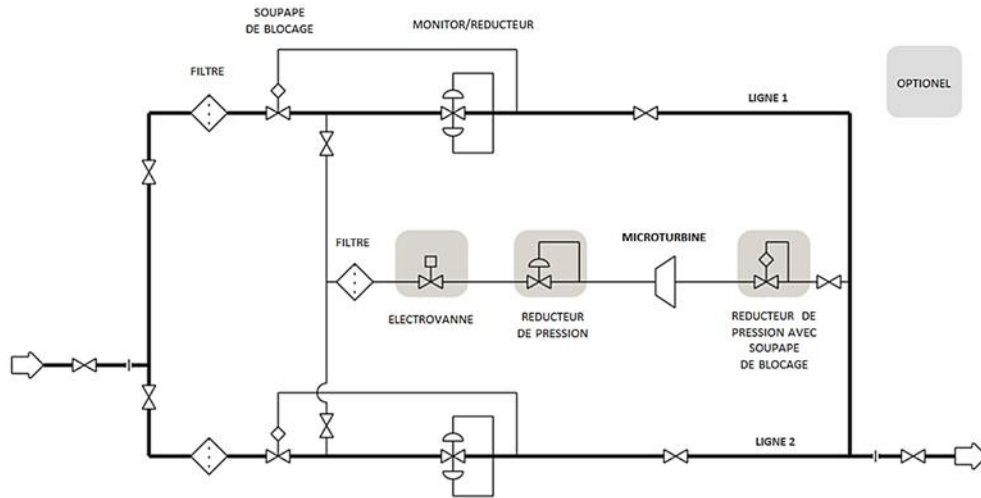 SOUPAPE
DE BLOCAGE
MONITOR/REDUCTEUR
FILTRE
LIGNE 1
OPTIONEL
FILTRE
MICROTURBINE
ELECTROVANNE
REDUCTEUR
DE PRESSION
REDUCTEUR DE
PRESSION AVEC
SOUPAPE
DE BLOCAGE
LIGNE 2